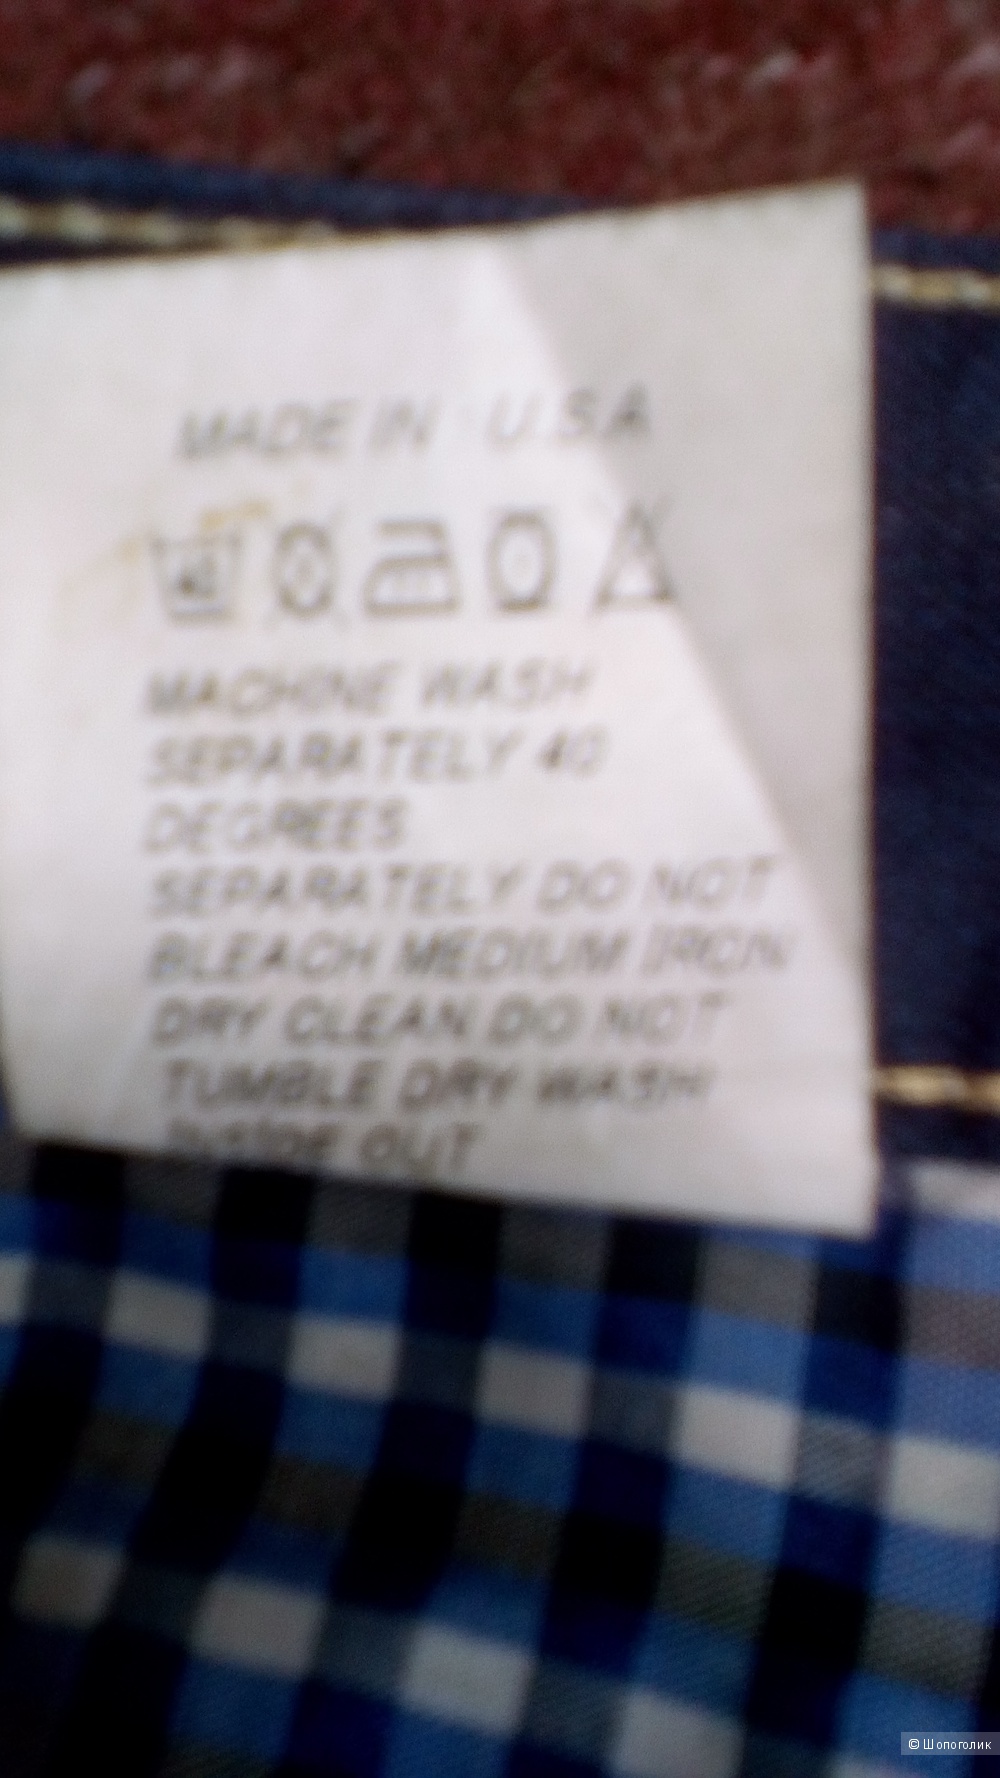 MADE IN U.S.A
40
MACHINE WASH
SEPARATELY 40
DEGREES
SEPARATELY DO NOT
BLEACH MEDIUM IRON
DRY CLEAN DO NOT
TUMBLE DRY WASH
INSIDE OUT
© Шопоголик